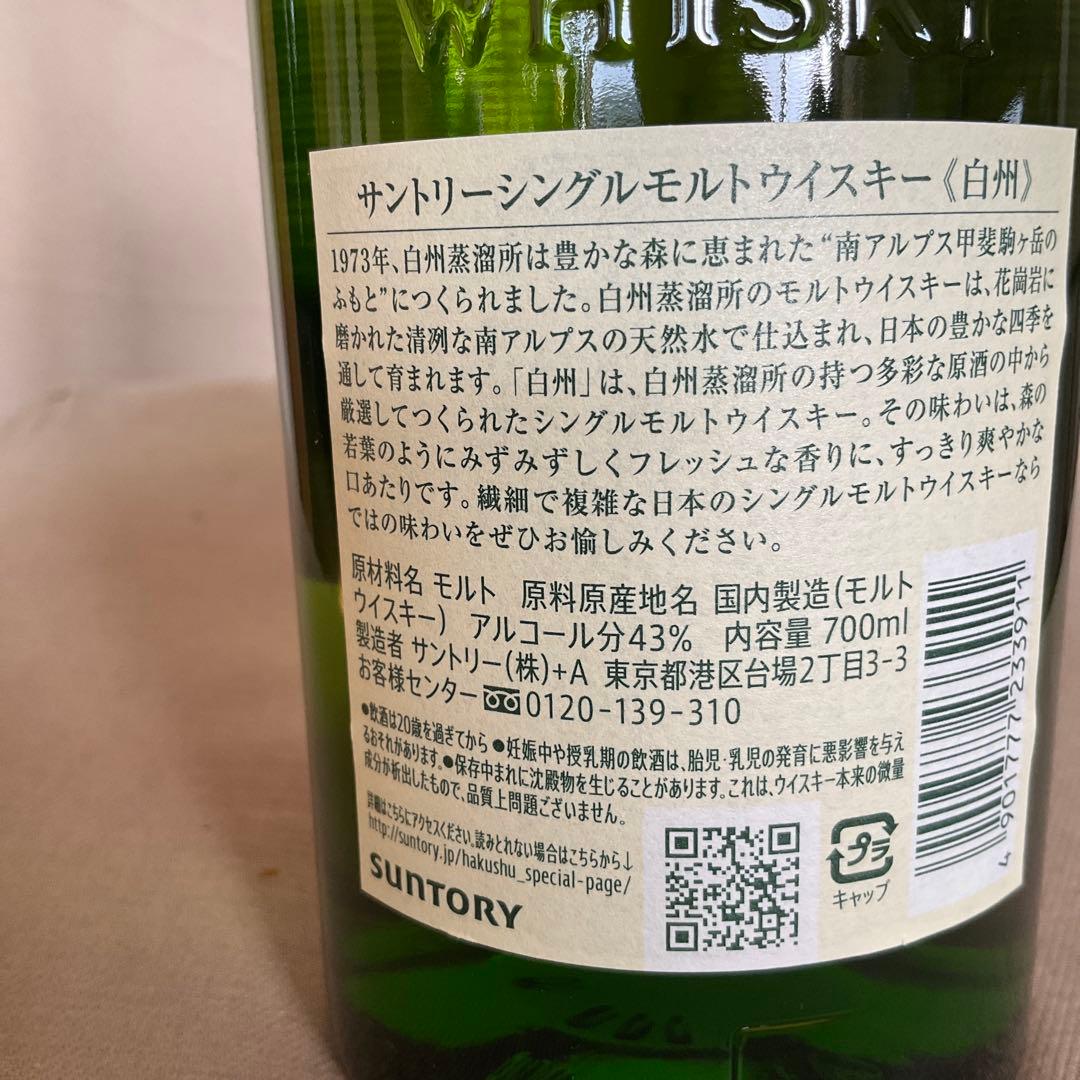 WHISKY
サントリーシングルモルトウイスキー《白州》
1973年、白州蒸溜所は豊かな森に恵まれた“南アルプス甲斐駒ヶ岳の
ふもと”につくられました。白州蒸溜所のモルトウイスキーは、花崗岩に
磨かれた清冽な南アルプスの天然水で仕込まれ、日本の豊かな四季を
通して育まれます。「白州」は、白州蒸溜所の持つ多彩な原酒の中から
厳選してつくられたシングルモルトウイスキー。その味わいは、森の
若葉のようにみずみずしくフレッシュな香りに、すっきり爽やかな
口あたりです。繊細で複雑な日本のシングルモルトウイスキーなら
ではの味わいをぜひお愉しみください。
原材料名 モルト 原料原産地名 国内製造(モルト
ウイスキー) アルコール分43% 内容量 700ml
製造者 サントリー(株)+A 東京都港区台場2丁目3-3
お客様センター 0120-139-310
●飲酒は20歳を過ぎてから ●妊娠中や授乳期の飲酒は、胎児・乳児の発育に悪影響を与え
るおそれがあります。●保存中まれに沈殿物を生じることがあります。これは、ウイスキー本来の微量
成分が析出したもので、品質上問題ございません。
詳細はこちらにアクセスください。読みとれない場合はこちらから↓
http://suntory.jp/hakushu_special-page/
SUNTORY
プラ
キャップ
4 901777 233911